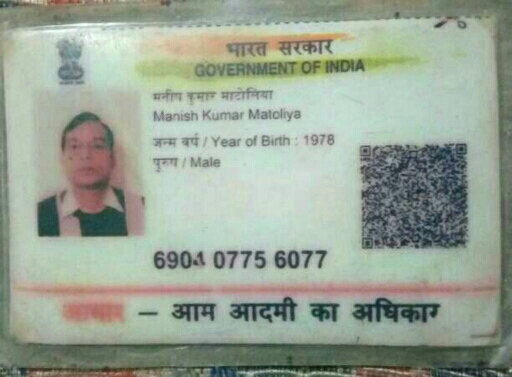 भारत सरकार
GOVERNMENT OF INDIA
मनीष कुमार माटोलिया
Manish Kumar Matoliya
जन्म वर्ष / Year of Birth : 1978
पुरुष / Male
6904 0775 6077
आधार — आम आदमी का अधिकार